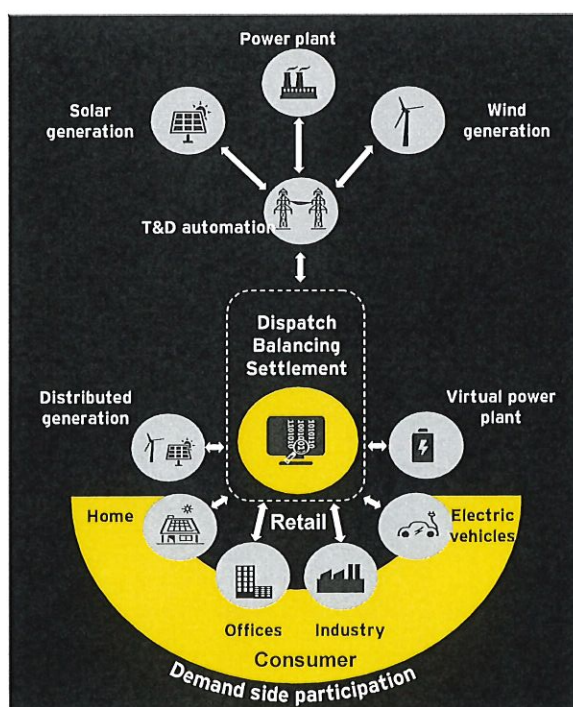 Power plant
Solar
generation
Wind
generation
T&D automation
Dispatch
Balancing
Settlement
Distributed
generation
Virtual power
plant
Home
Retail
Electric
vehicles
Offices
Industry
Consumer
Demand side participation